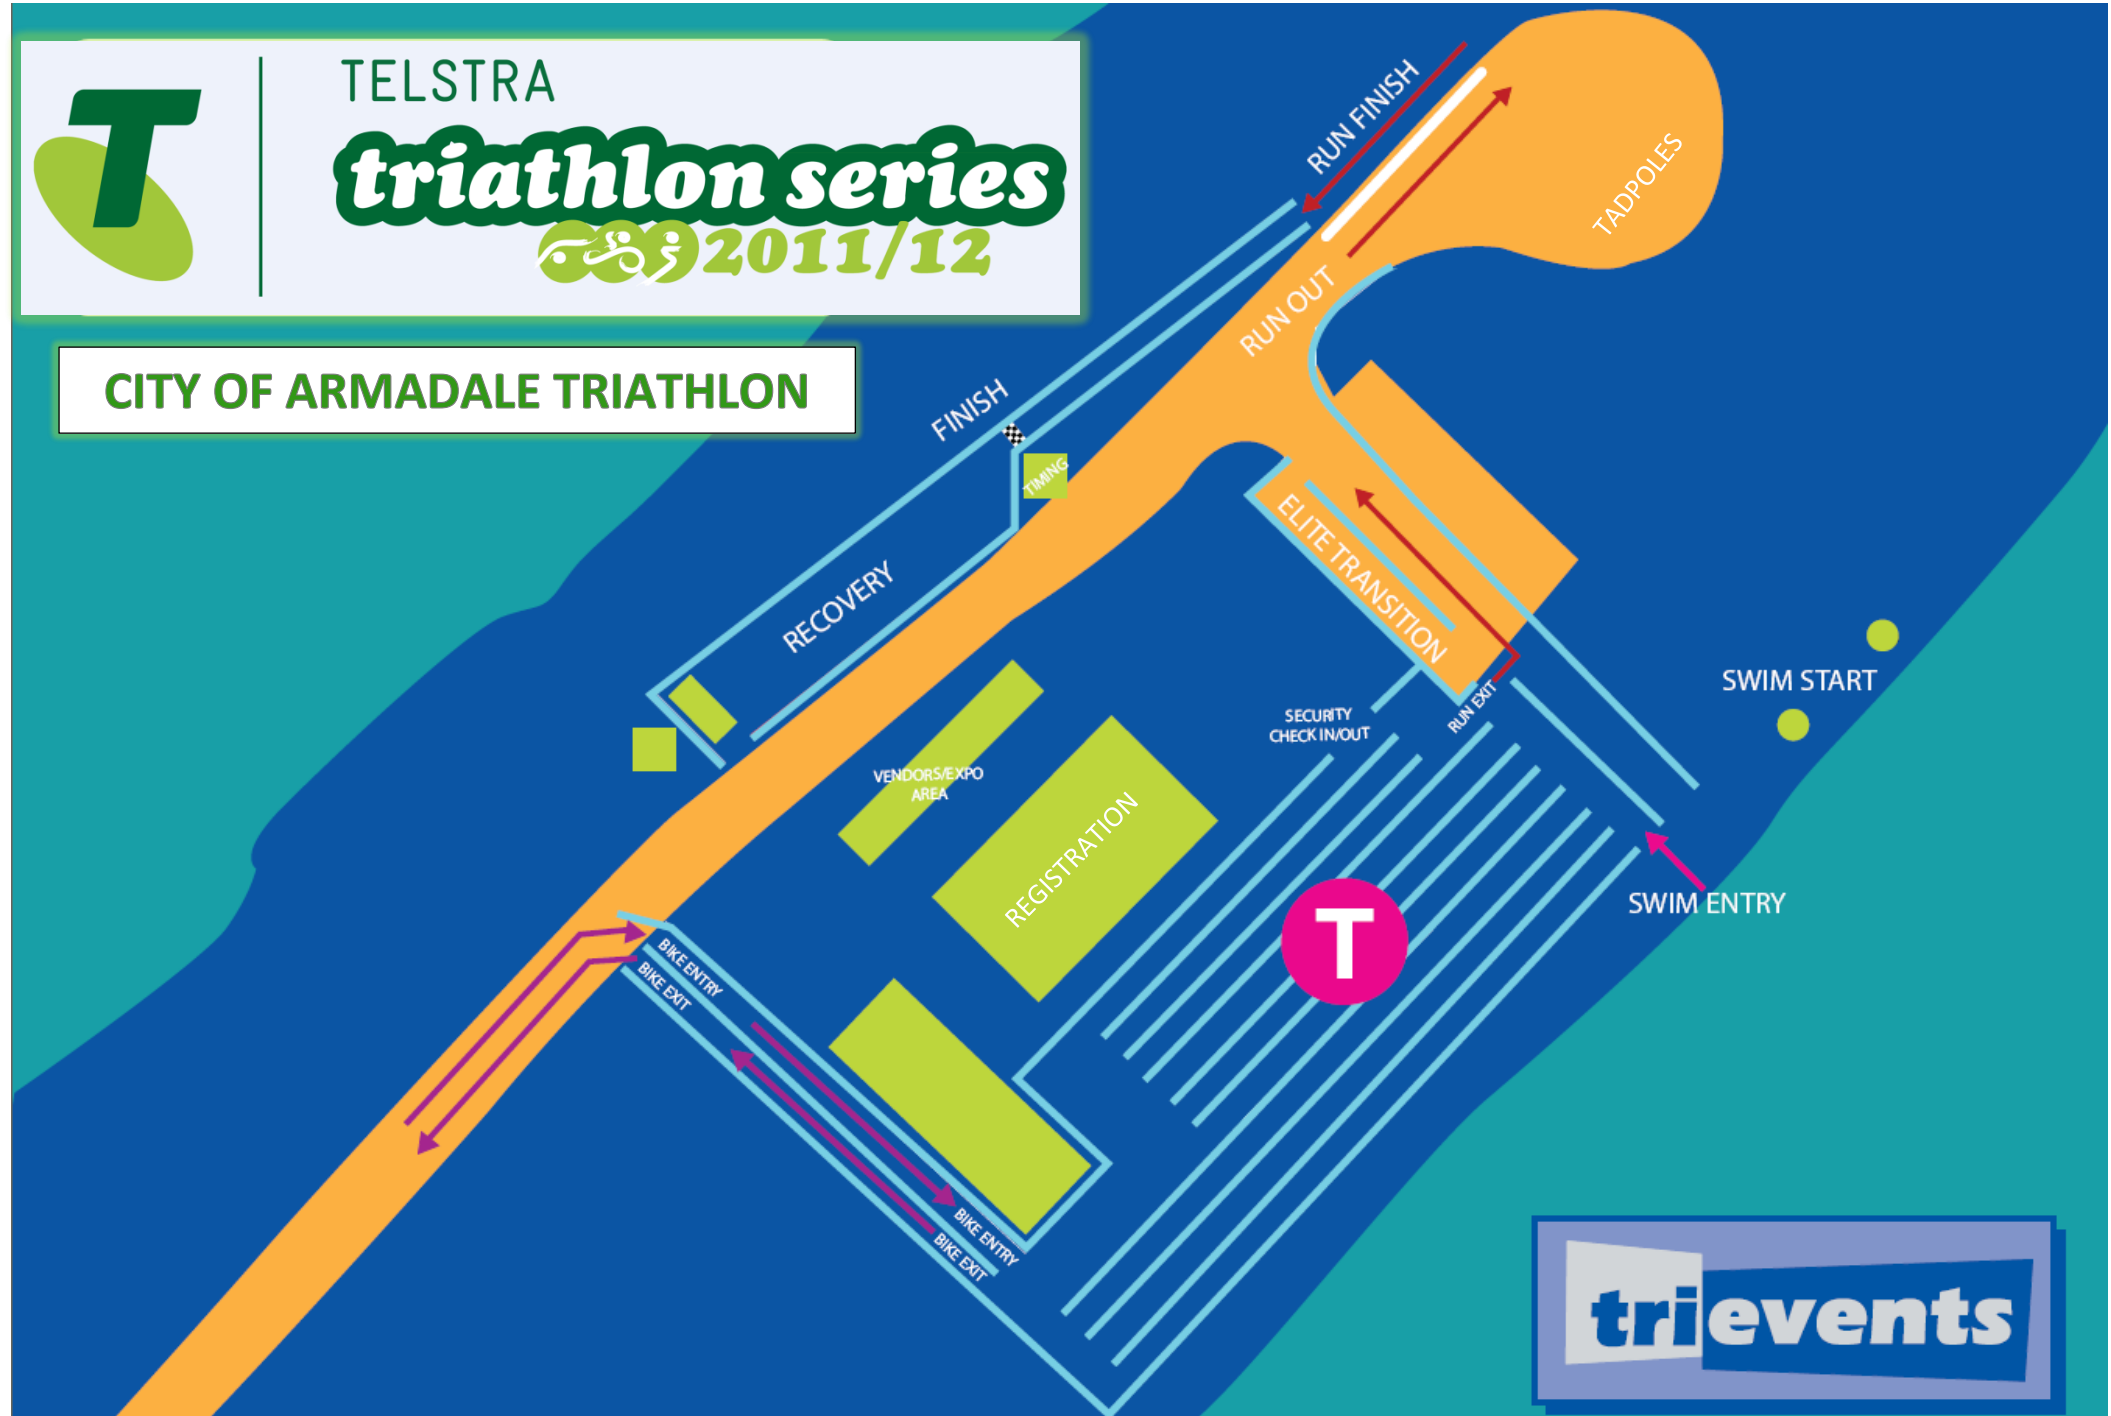 T
TELSTRA
triathlon series
2011/12
CITY OF ARMADALE TRIATHLON
RUN FINISH
TADPOLES
RUN OUT
FINISH
TIMING
ELITE TRANSITION
RECOVERY
SWIM START
RUN EXIT
SECURITY
CHECK IN/OUT
VENDORS/EXPO
AREA
REGISTRATION
T
SWIM ENTRY
BIKE ENTRY
BIKE EXIT
BIKE ENTRY
BIKE EXIT
trievents